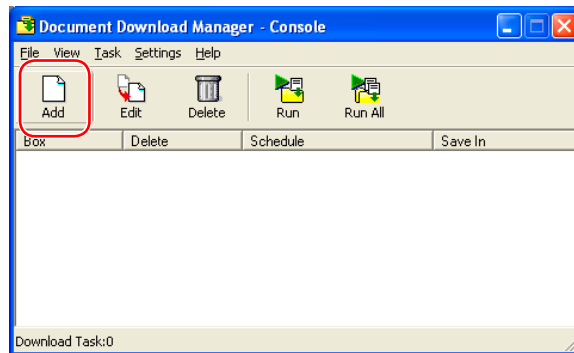 Document Download Manager - Console
File View Task Settings Help
Add Edit Delete Run Run All
Box Delete Schedule Save In
Download Task:0